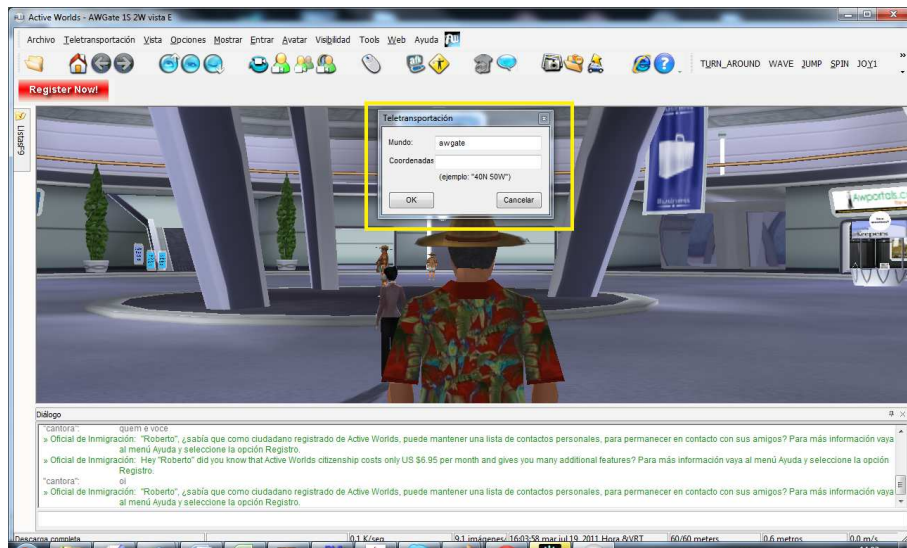 Active Worlds - AWGate 1S 2W vista E
Archivo Teletransportación Vista Opciones Mostrar Entrar Avatar Visibilidad Tools Web Ayuda
TURN_AROUND WAVE JUMP SPIN JOY1
Register Now!
ListasF9
Teletransportación
Mundo: awgate
Coordenadas
(ejemplo: "40N 50W")
OK Cancelar
Business
Awportals.c
Keepers
Diálogo
"cantora": quem e voce
» Oficial de Inmigración: "Roberto", ¿sabía que como ciudadano registrado de Active Worlds, puede mantener una lista de contactos personales, para permanecer en contacto con sus amigos? Para más información vaya
al menú Ayuda y seleccione la opción Registro.
» Oficial de Inmigración: Hey "Roberto" did you know that Active Worlds citizenship costs only US $6.95 per month and gives you many additional features? Para más información vaya al menú Ayuda y seleccione la opción
Registro.
"cantora": oi
» Oficial de Inmigración: "Roberto", ¿sabía que como ciudadano registrado de Active Worlds, puede mantener una lista de contactos personales, para permanecer en contacto con sus amigos? Para más información vaya
al menú Ayuda y seleccione la opción Registro.
Descarga completa 0.1 K/seg 9.1 imágenes/ 16:03:58 mar jul 19, 2011 Hora &VRT 60/60 meters 0.6 metros 0.0 m/s